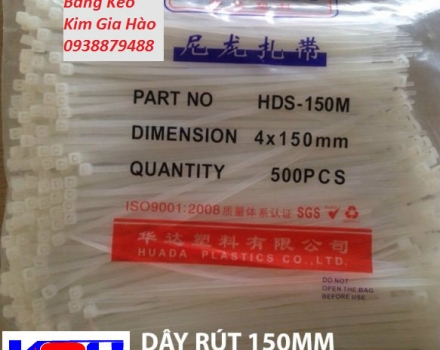 Băng Keo
Kim Gia Hào
0938879488
尼龙扎带
PART NO HDS-150M
DIMENSION 4x150mm
QUANTITY 500PCS
ISO9001:2008质量体系认证 SGS
华达塑料有限公司
HUADA PLASTICS CO.,LTD.
DO NOT
OPEN THE BAG
BEFORE USE
DÂY RÚT 150MM